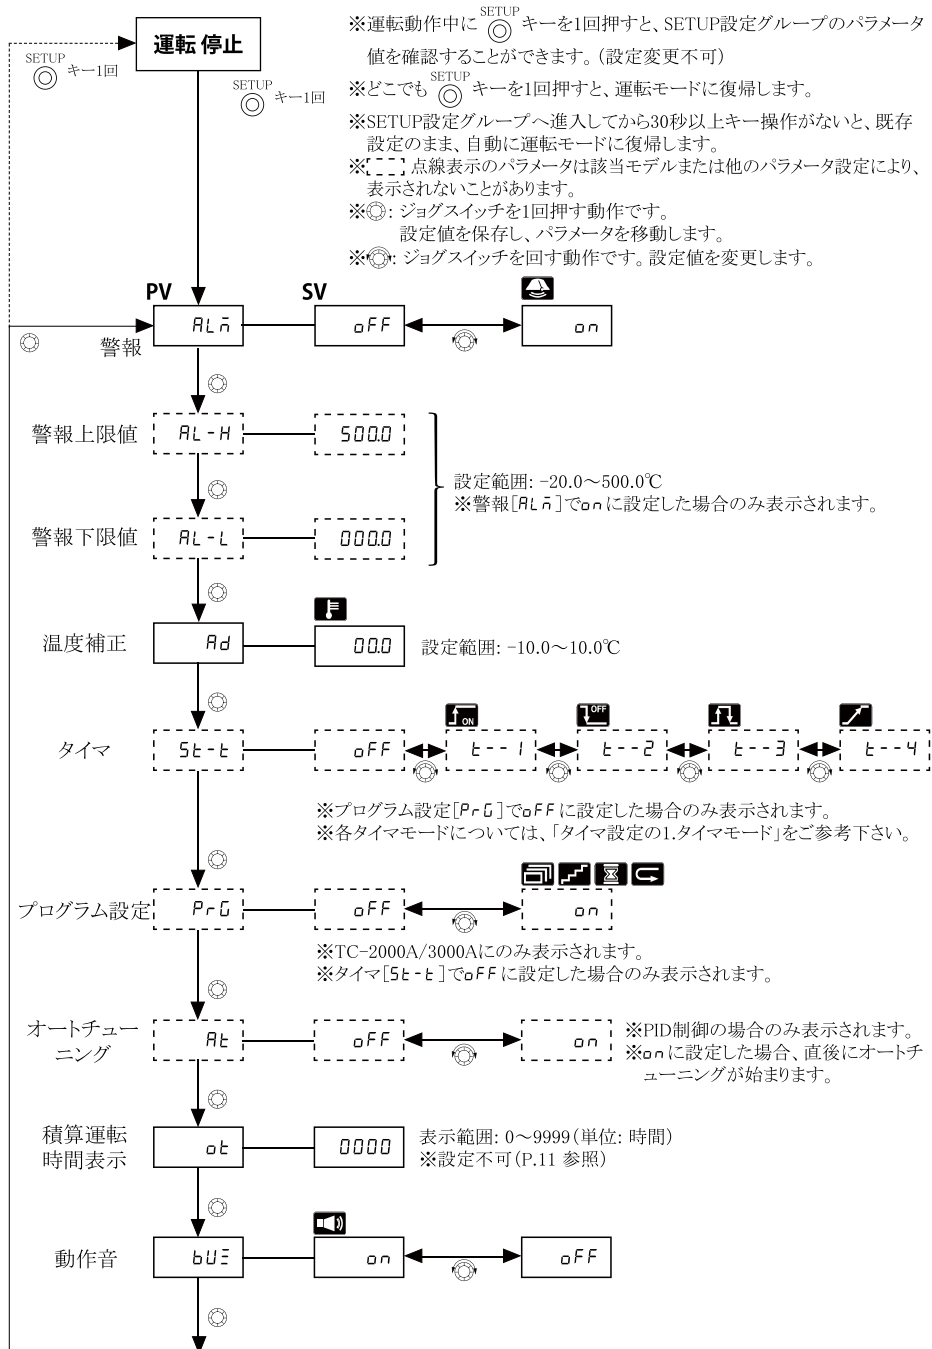 運転 停止
SETUP
キー1回
SETUP
キー1回
※運転動作中に SETUP キーを1回押すと、SETUP設定グループのパラメータ
値を確認することができます。(設定変更不可)
※どこでも SETUP キーを1回押すと、運転モードに復帰します。
※SETUP設定グループへ進入してから30秒以上キー操作がないと、既存
設定のまま、自動に運転モードに復帰します。
※ 点線表示のパラメータは該当モデルまたは他のパラメータ設定により、
表示されないことがあります。
※ : ジョグスイッチを1回押す動作です。
設定値を保存し、パラメータを移動します。
※ : ジョグスイッチを回す動作です。設定値を変更します。
PV SV
警報 ALM oFF on
警報上限値 AL-H 500.0
設定範囲: -20.0～500.0℃
※警報[ALM]でonに設定した場合のみ表示されます。
警報下限値 AL-L 000.0
温度補正 Ad 00.0 設定範囲: -10.0～10.0℃
ON OFF
タイマ St-t oFF t--1 t--2 t--3 t--4
※プログラム設定[PrG]でoFFに設定した場合のみ表示されます。
※各タイマモードについては、「タイマ設定の1.タイマモード」をご参考下さい。
プログラム設定 PrG oFF on
※TC-2000A/3000Aにのみ表示されます。
※タイマ[St-t]でoFFに設定した場合のみ表示されます。
オートチュー
ニング
At oFF on
※PID制御の場合のみ表示されます。
※onに設定した場合、直後にオートチ
ューニングが始まります。
積算運転
時間表示
ot 0000
表示範囲: 0～9999(単位: 時間)
※設定不可(P.11 参照)
動作音 bUZ on oFF